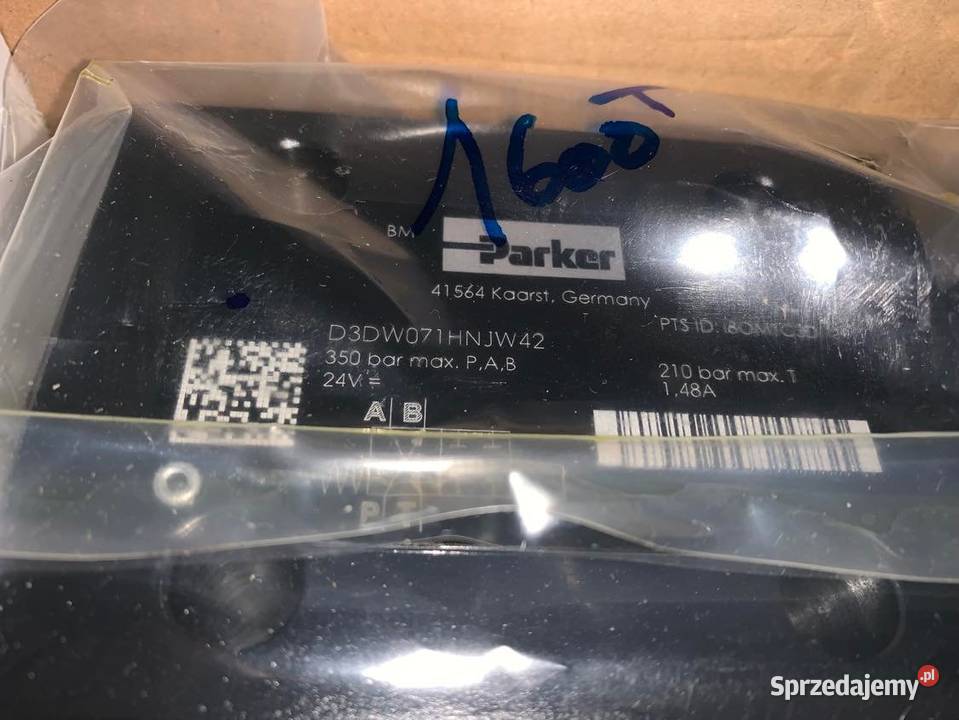 1600
BM
Parker
41564 Kaarst, Germany
D3DW071HNJW42
PTS ID:
350 bar max. P,A,B
210 bar max. T
24V =
1,48A
A B
P T
Sprzedajemy.pl